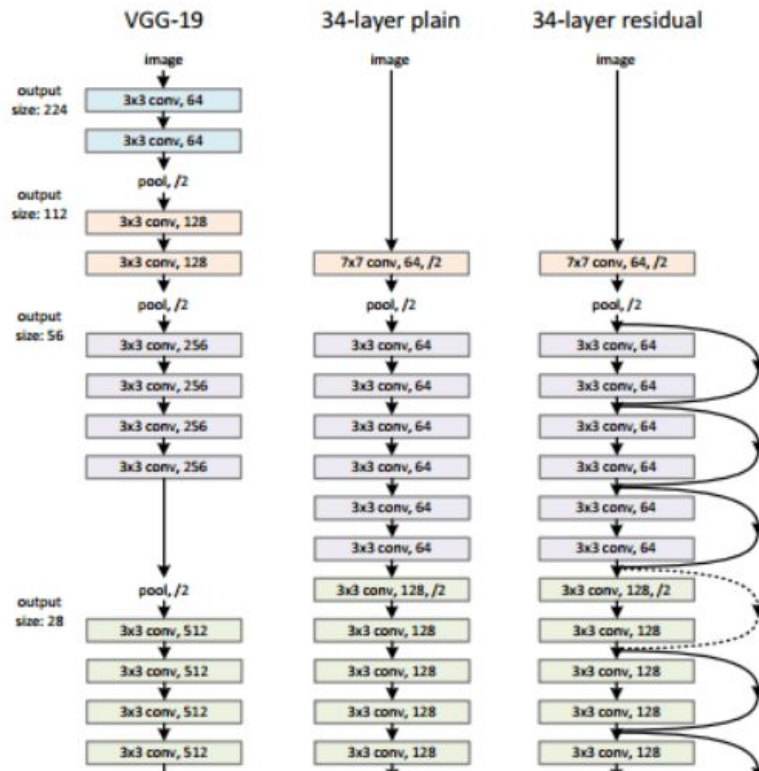 VGG-19
34-layer plain
34-layer residual
image
image
image
output
size: 224
3x3 conv, 64
3x3 conv, 64
pool, /2
output
size: 112
3x3 conv, 128
3x3 conv, 128
7x7 conv, 64, /2
7x7 conv, 64, /2
pool, /2
pool, /2
pool, /2
output
size: 56
3x3 conv, 256
3x3 conv, 64
3x3 conv, 64
3x3 conv, 256
3x3 conv, 64
3x3 conv, 64
3x3 conv, 256
3x3 conv, 64
3x3 conv, 64
3x3 conv, 256
3x3 conv, 64
3x3 conv, 64
3x3 conv, 64
3x3 conv, 64
3x3 conv, 64
3x3 conv, 64
output
size: 28
pool, /2
3x3 conv, 128, /2
3x3 conv, 128, /2
3x3 conv, 512
3x3 conv, 128
3x3 conv, 128
3x3 conv, 512
3x3 conv, 128
3x3 conv, 128
3x3 conv, 512
3x3 conv, 128
3x3 conv, 128
3x3 conv, 512
3x3 conv, 128
3x3 conv, 128